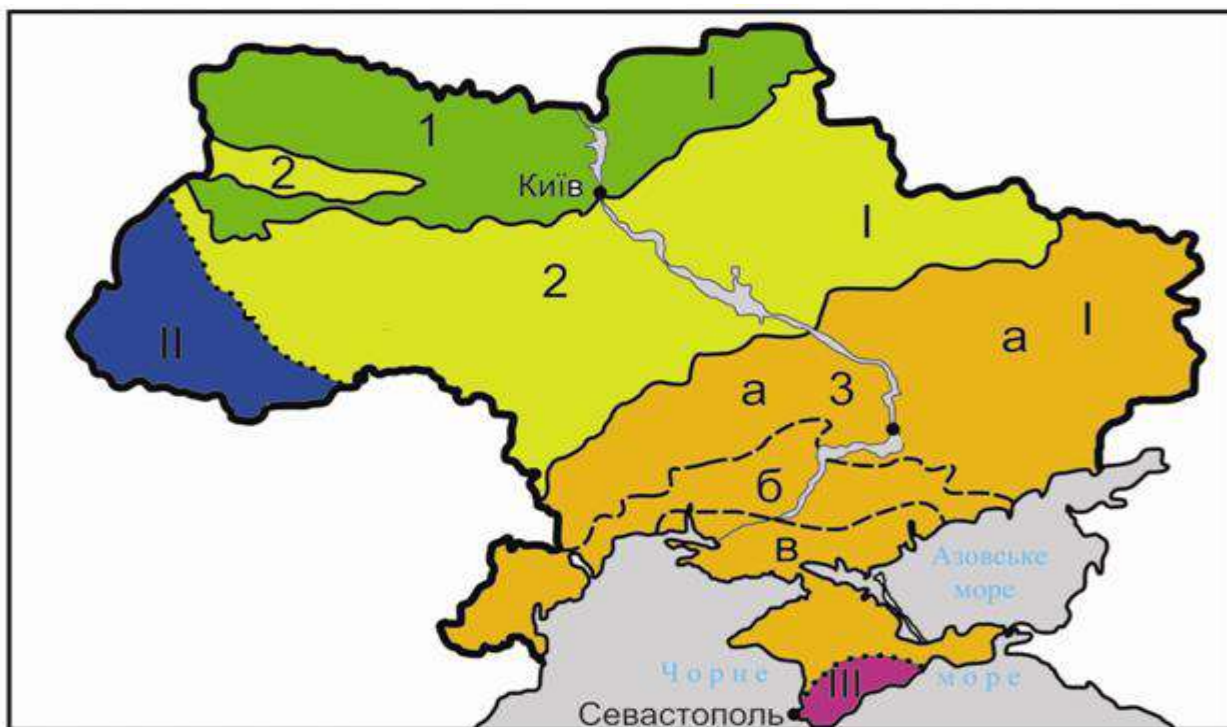 I
1
2
Київ
I
2
II
a
I
a
3
б
в
Азовське
море
Чорне море
III
Севастополь